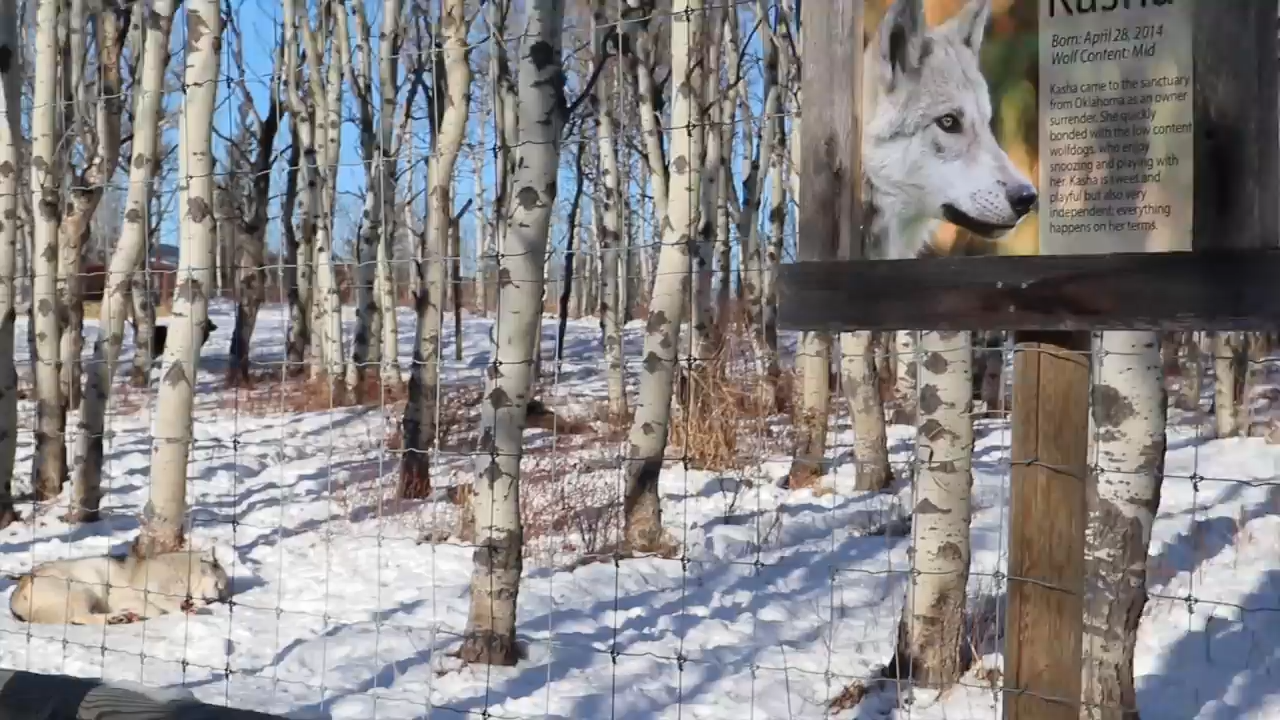 Kasha
Born: April 28, 2014
Wolf Content: Mid
Kasha came to the sanctuary
from Oklahoma as an owner
surrender. She quickly
bonded with the low content
wolfdogs, who enjoy
snoozing and playing with
her. Kasha is sweet and
playful but also very
independent; everything
happens on her terms.